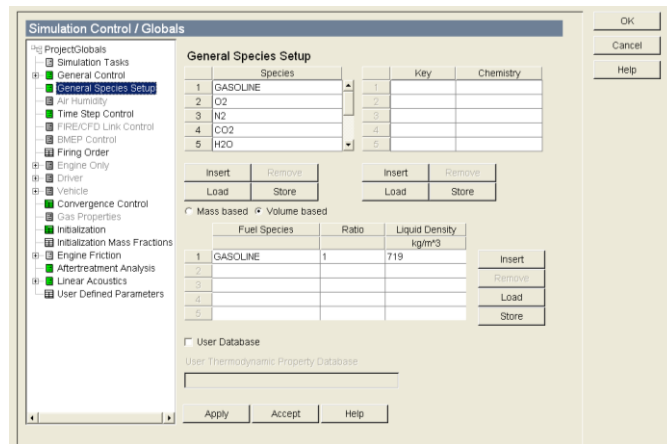 Simulation Control / Globals
OK
Cancel
Help
ProjectGlobals
Simulation Tasks
General Control
General Species Setup
Air Humidity
Time Step Control
FIRE/CFD Link Control
BMEP Control
Firing Order
Engine Only
Driver
Vehicle
Convergence Control
Gas Properties
Initialization
Initialization Mass Fractions
Engine Friction
Aftertreatment Analysis
Linear Acoustics
User Defined Parameters
General Species Setup
Species
1 GASOLINE
2 O2
3 N2
4 CO2
5 H2O
Key Chemistry
1
2
3
4
5
Insert Remove
Load Store
Insert Remove
Load Store
Mass based Volume based
Fuel Species Ratio Liquid Density
kg/m^3
1 GASOLINE 1 719
2
3
4
5
Insert
Remove
Load
Store
User Database
User Thermodynamic Property Database
Apply Accept Help